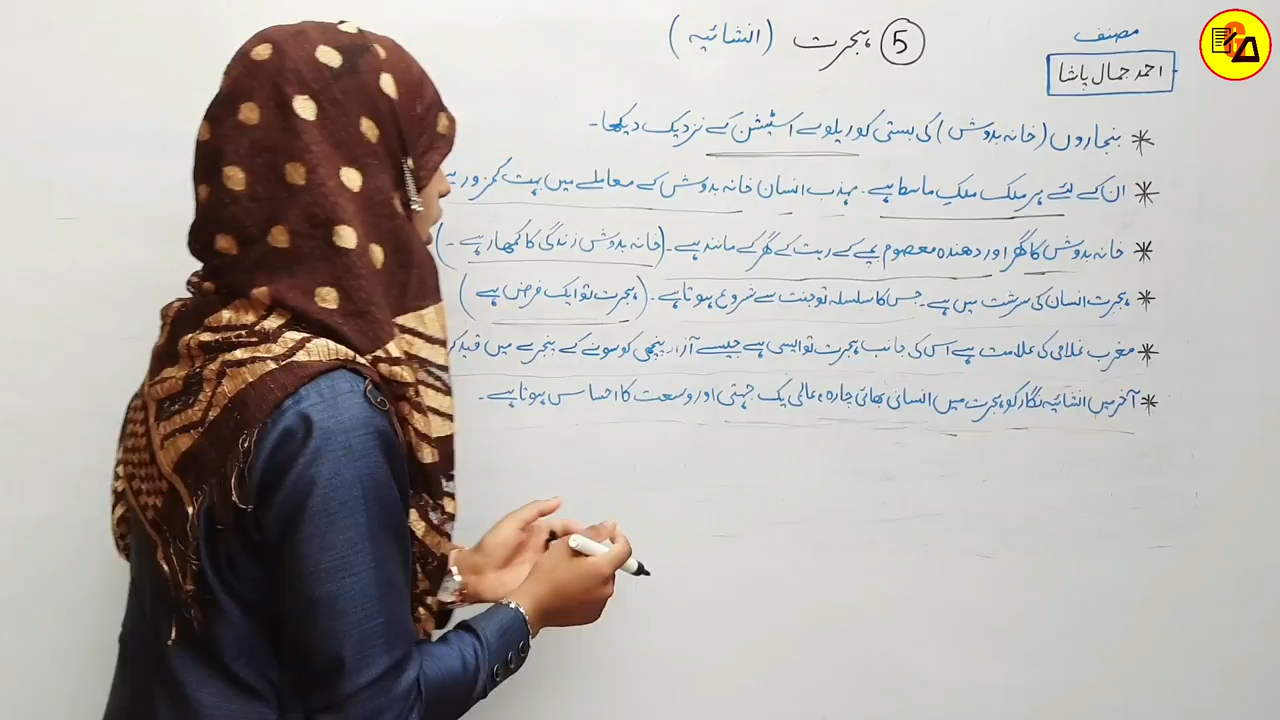 مصنف
احمد جمال پاشا
5 ہجرت (انشائیہ)
* بنجاروں (خانہ بدوش) کی بستی کو ریلوے اسٹیشن کے نزدیک دیکھا۔
* ان کے لئے ہر ملک ملکِ ماسط ہے۔ مہذب انسان خانہ بدوش کے معاملے میں بہت کمزور ہے
* خانہ بدوش کا گھر اور دھندہ معصوم بچے کے ریت کے گھر کے مانند ہے۔ (خانہ بدوش زندگی کا کمھار ہے۔)
* ہجرت انسان کی سرشت میں ہے۔ جس کا سلسلہ تو جنت سے شروع ہوتا ہے۔ (ہجرت تو ایک فرض ہے)
* مغرب غلامی کی علامت ہے اس کی جانب ہجرت تو ایسی ہے جیسے آزاد پنچھی کو سونے کے پنجرے میں قید کر
* آخر میں انشائیہ نگار کو ہجرت میں انسانی بھائی چارہ، عالمی یک جہتی اور وسعت کا احساس ہوتا ہے۔